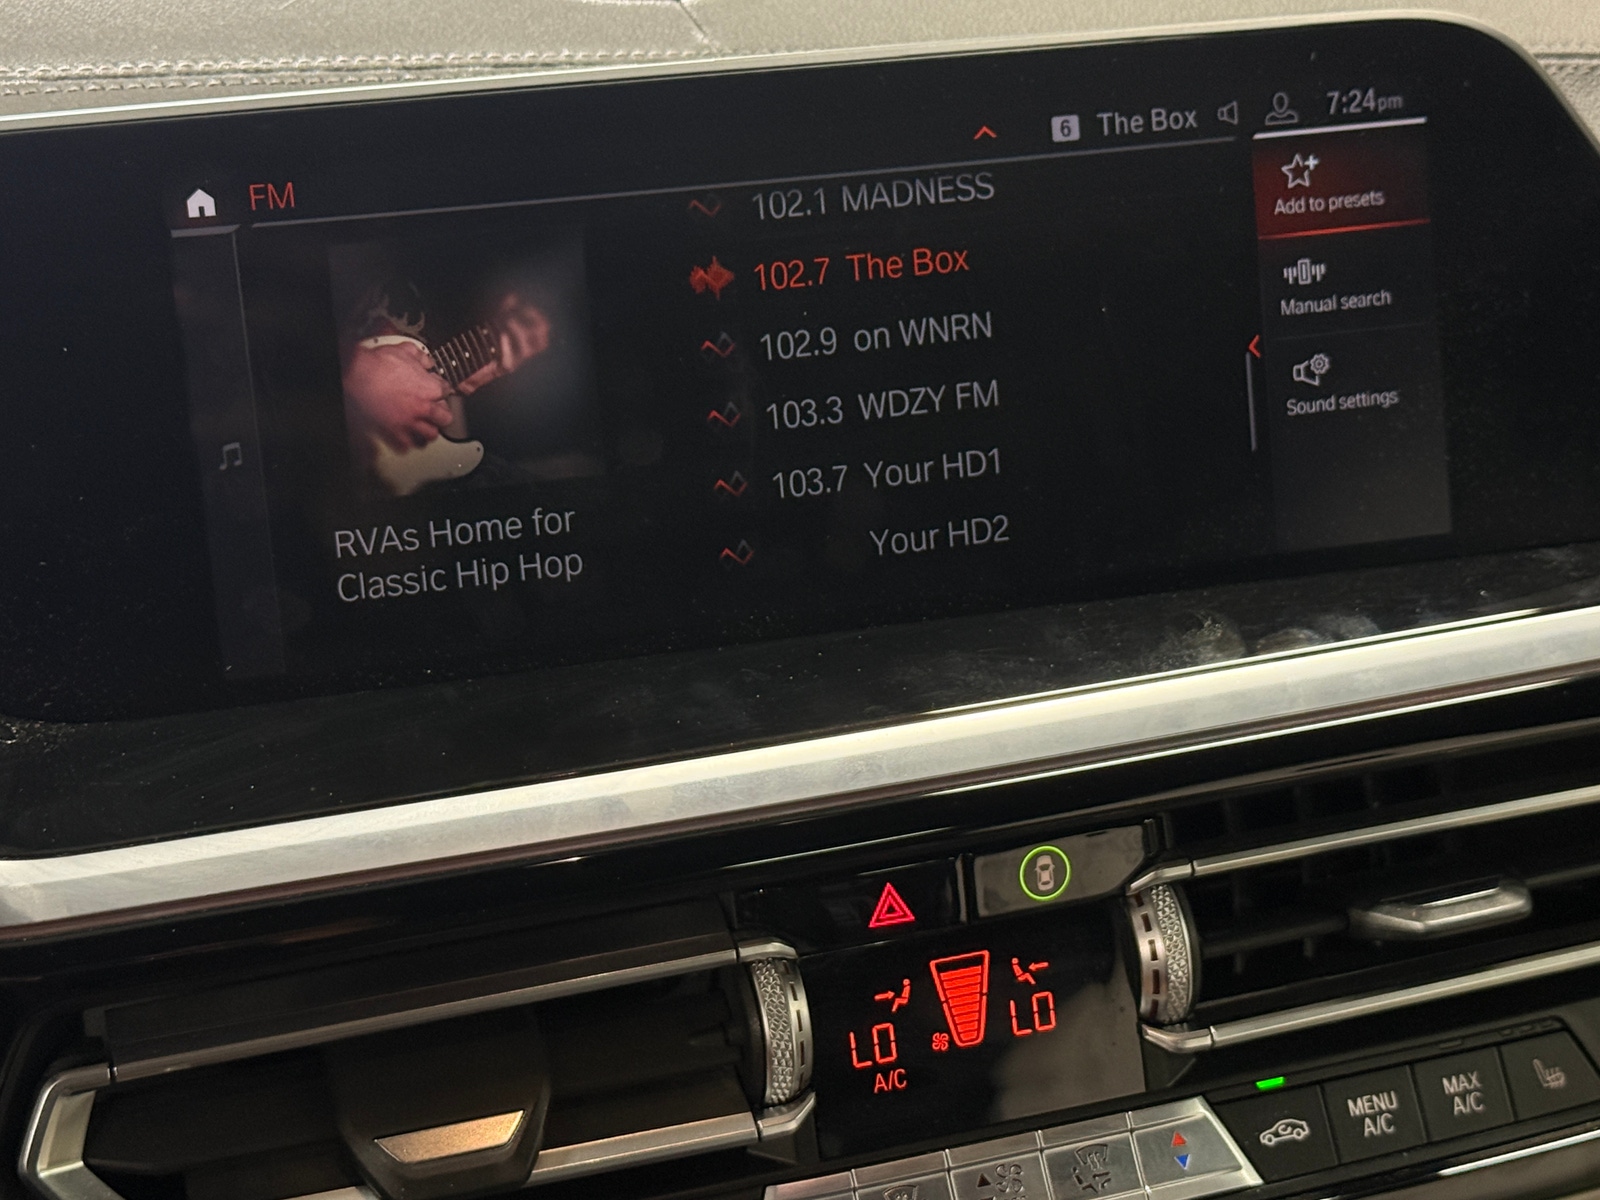 6 The Box 7:24pm
FM
102.1 MADNESS
102.7 The Box
102.9 on WNRN
103.3 WDZY FM
103.7 Your HD1
Your HD2
RVAs Home for
Classic Hip Hop
Add to presets
Manual search
Sound settings
LO
LO
A/C
MENU
A/C
MAX
A/C